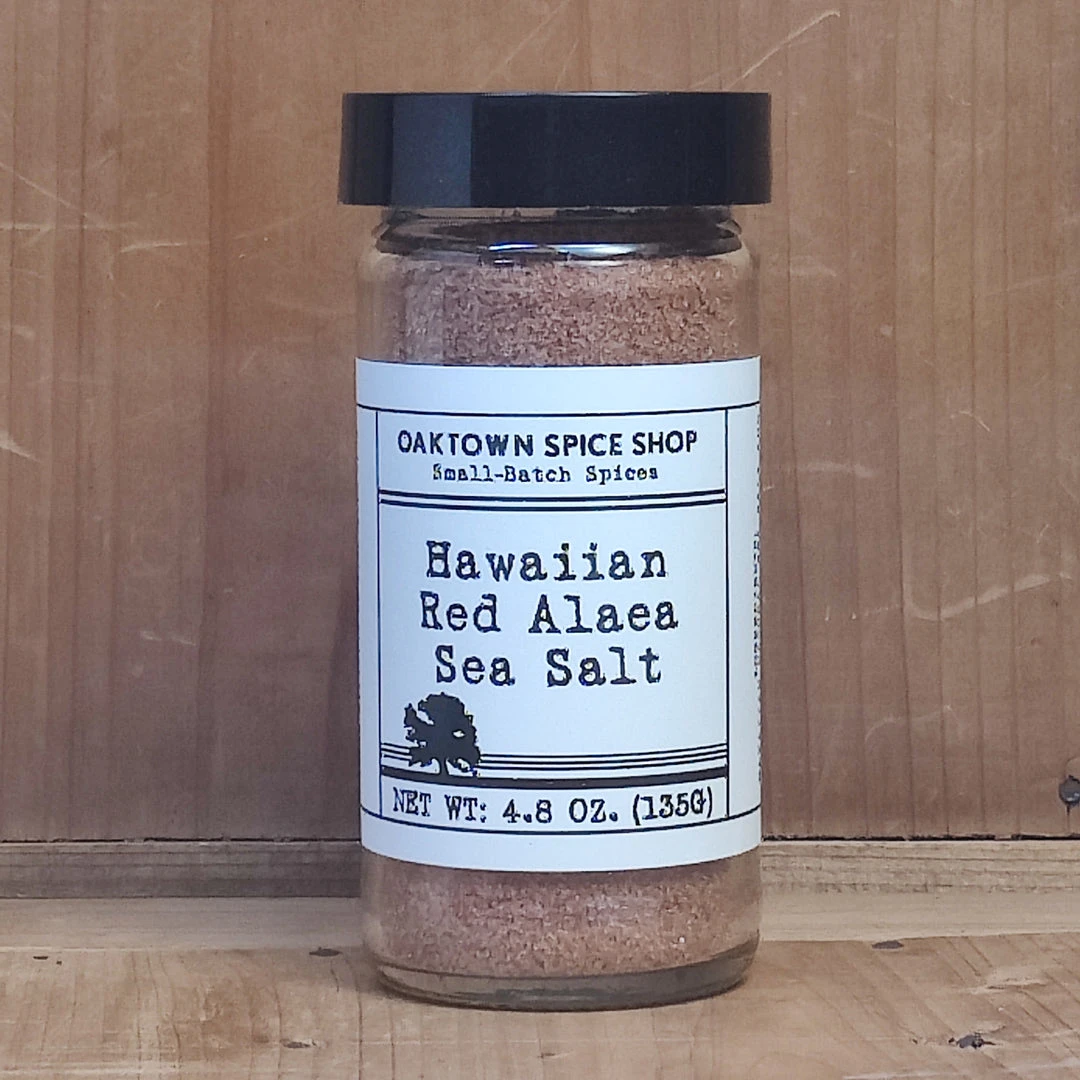 OAKTOWN SPICE SHOP
Small-Batch Spices
Hawaiian
Red Alaea
Sea Salt
NET WT: 4.8 OZ. (135G)